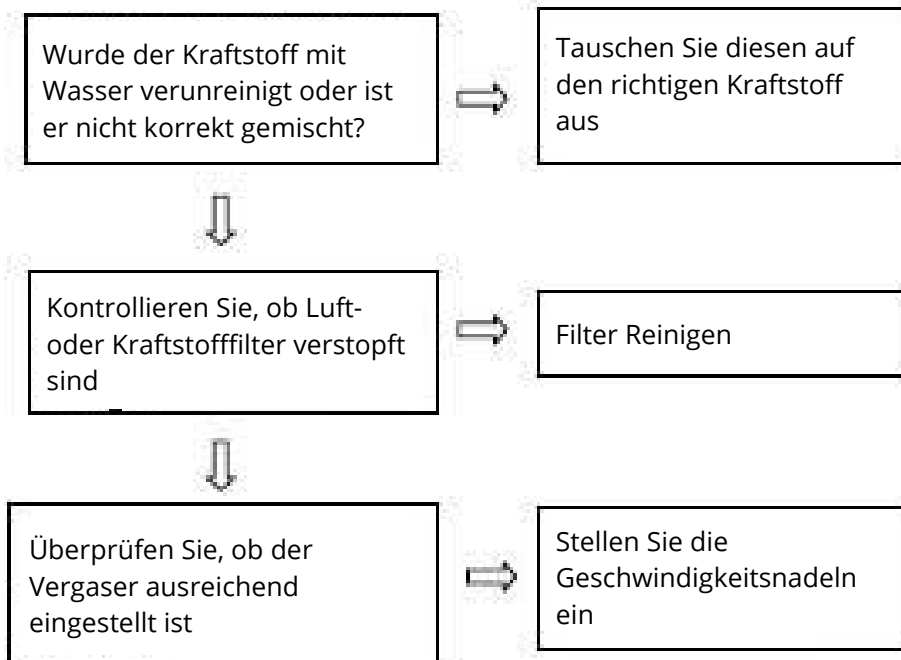 Wurde der Kraftstoff mit
Wasser verunreinigt oder ist
er nicht korrekt gemischt?
Tauschen Sie diesen auf
den richtigen Kraftstoff
aus
Kontrollieren Sie, ob Luft-
oder Kraftstofffilter verstopft
sind
Filter Reinigen
Überprüfen Sie, ob der
Vergaser ausreichend
eingestellt ist
Stellen Sie die
Geschwindigkeitsnadeln
ein